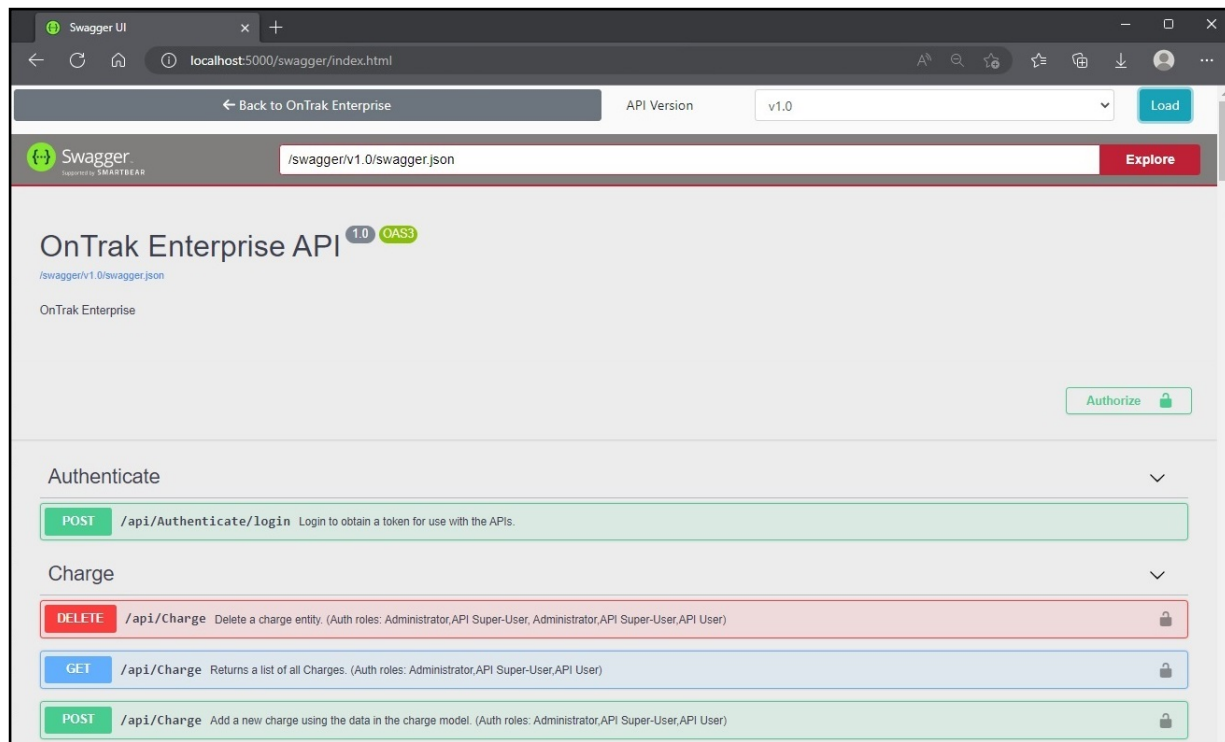 Swagger UI
localhost:5000/swagger/index.html
← Back to OnTrak Enterprise
API Version
v1.0
Load
{··} Swagger.
Supported by SMARTBEAR
/swagger/v1.0/swagger.json
Explore
OnTrak Enterprise API 1.0 OAS3
/swagger/v1.0/swagger.json
OnTrak Enterprise
Authorize
Authenticate
POST /api/Authenticate/login Login to obtain a token for use with the APIs.
Charge
DELETE /api/Charge Delete a charge entity. (Auth roles: Administrator,API Super-User, Administrator,API Super-User,API User)
GET /api/Charge Returns a list of all Charges. (Auth roles: Administrator,API Super-User,API User)
POST /api/Charge Add a new charge using the data in the charge model. (Auth roles: Administrator,API Super-User,API User)